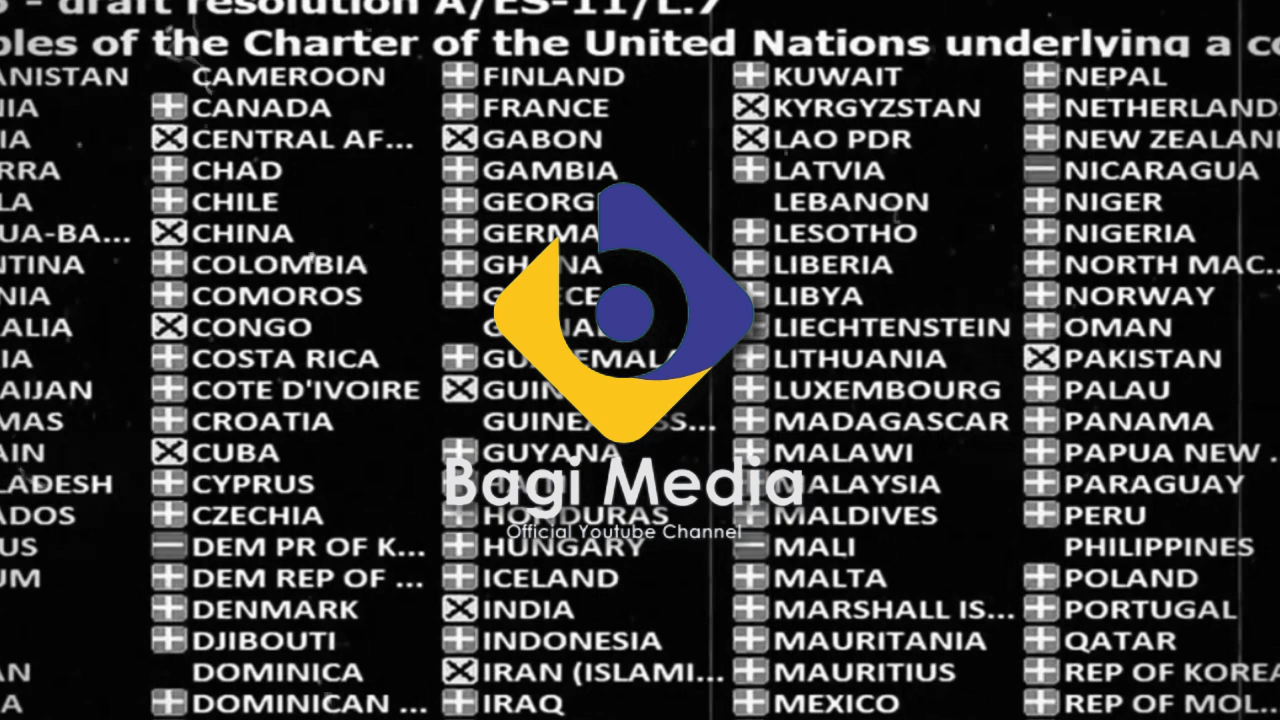 - draft resolution A/ES-11/L.7
ples of the Charter of the United Nations underlying a co
ANISTAN
IA
IA
RRA
LA
UA-BA...
NTINA
NIA
ALIA
IA
AIJAN
MAS
AIN
ADESH
ADOS
US
UM
AN
A
CAMEROON
CANADA
CENTRAL AF...
CHAD
CHILE
CHINA
COLOMBIA
COMOROS
CONGO
COSTA RICA
COTE D'IVOIRE
CROATIA
CUBA
CYPRUS
CZECHIA
DEM PR OF K...
DEM REP OF ...
DENMARK
DJIBOUTI
DOMINICA
DOMINICAN ...
FINLAND
FRANCE
GABON
GAMBIA
GEORG
GERMA
GUIN
GUYANA
HONDURAS
HUNGARY
ICELAND
INDIA
INDONESIA
IRAN (ISLAMI...
IRAQ
KUWAIT
KYRGYZSTAN
LAO PDR
LATVIA
LEBANON
LESOTHO
LIBERIA
LIBYA
LIECHTENSTEIN
LITHUANIA
LUXEMBOURG
MADAGASCAR
MALAWI
MALAYSIA
MALDIVES
MALI
MALTA
MARSHALL IS...
MAURITANIA
MAURITIUS
MEXICO
NEPAL
NETHERLAND
NEW ZEALAN
NICARAGUA
NIGER
NIGERIA
NORTH MAC...
NORWAY
OMAN
PAKISTAN
PALAU
PANAMA
PAPUA NEW .
PARAGUAY
PERU
PHILIPPINES
POLAND
PORTUGAL
QATAR
REP OF KOREA
REP OF MOL..
Bagi Media
Official Youtube Channel